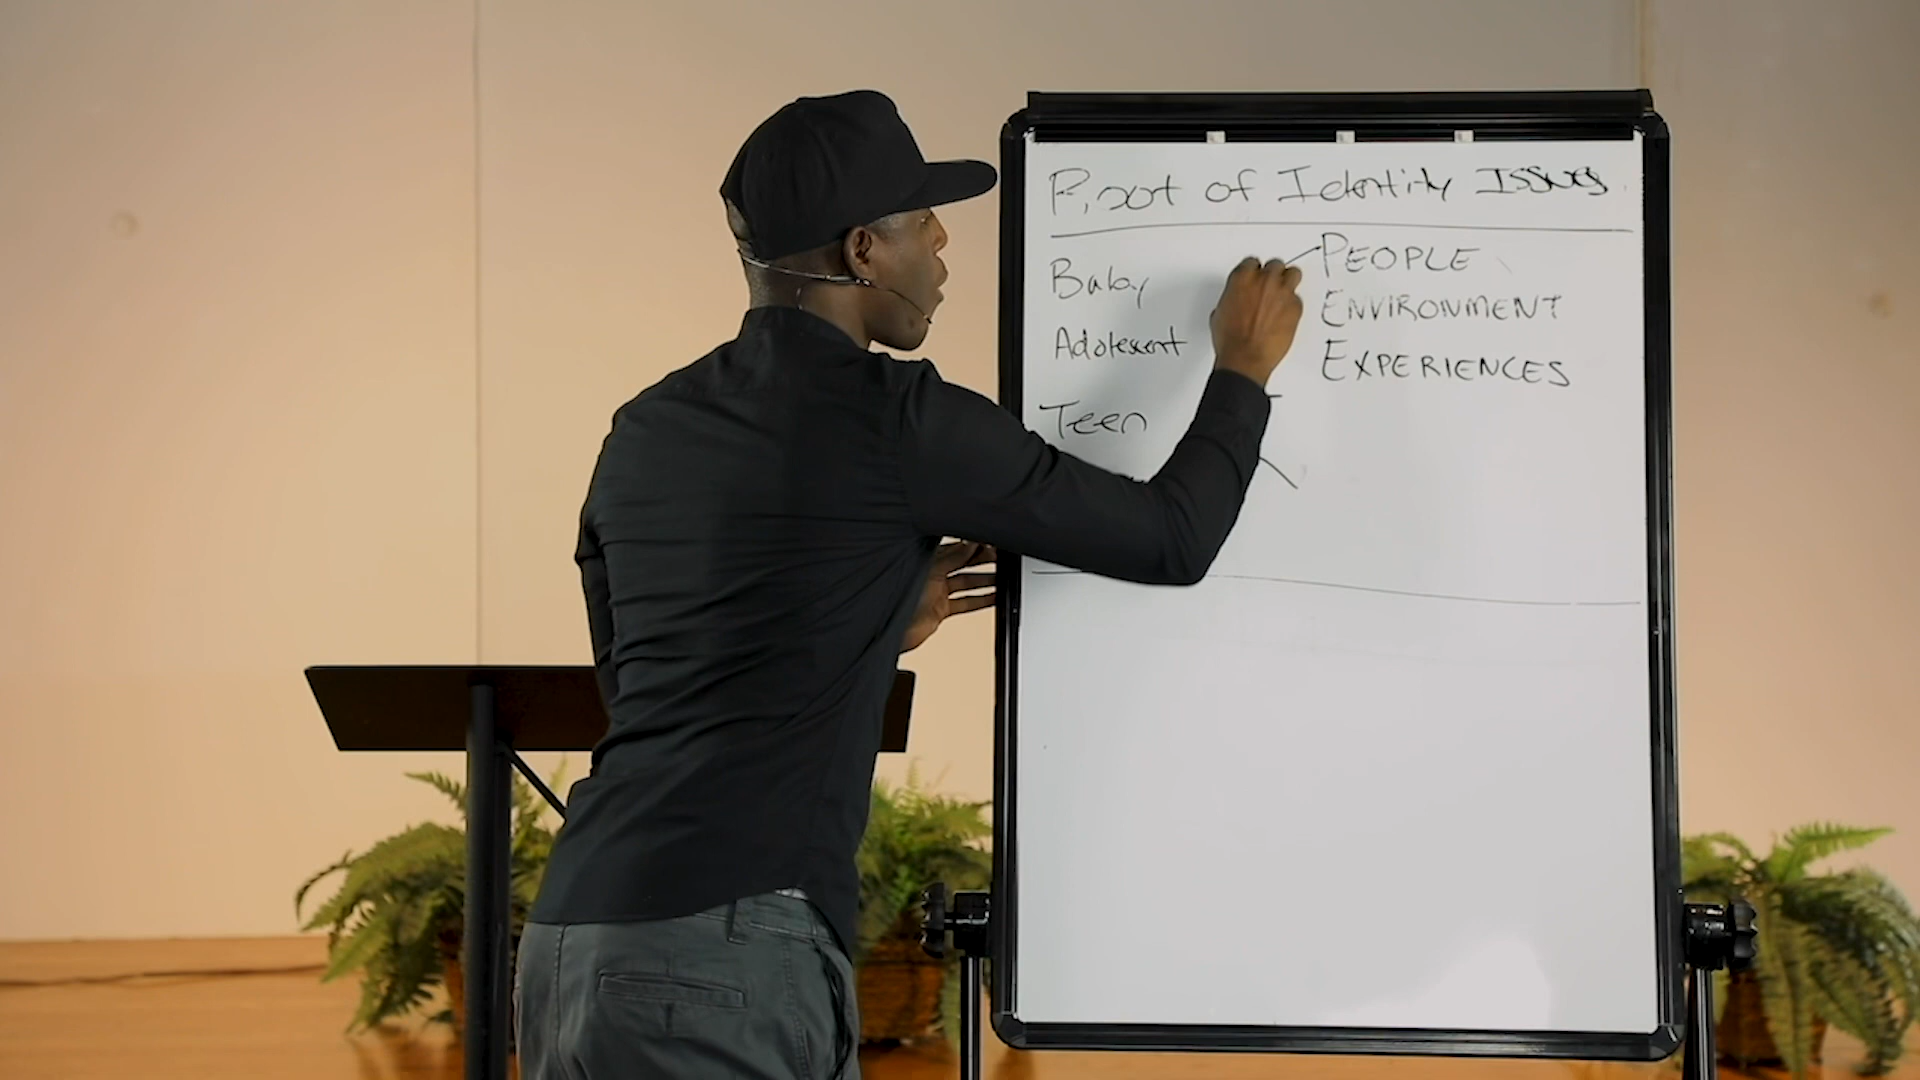 Root of Identity Issues
Baby
Adolescent
Teen
PEOPLE
ENVIRONMENT
EXPERIENCES